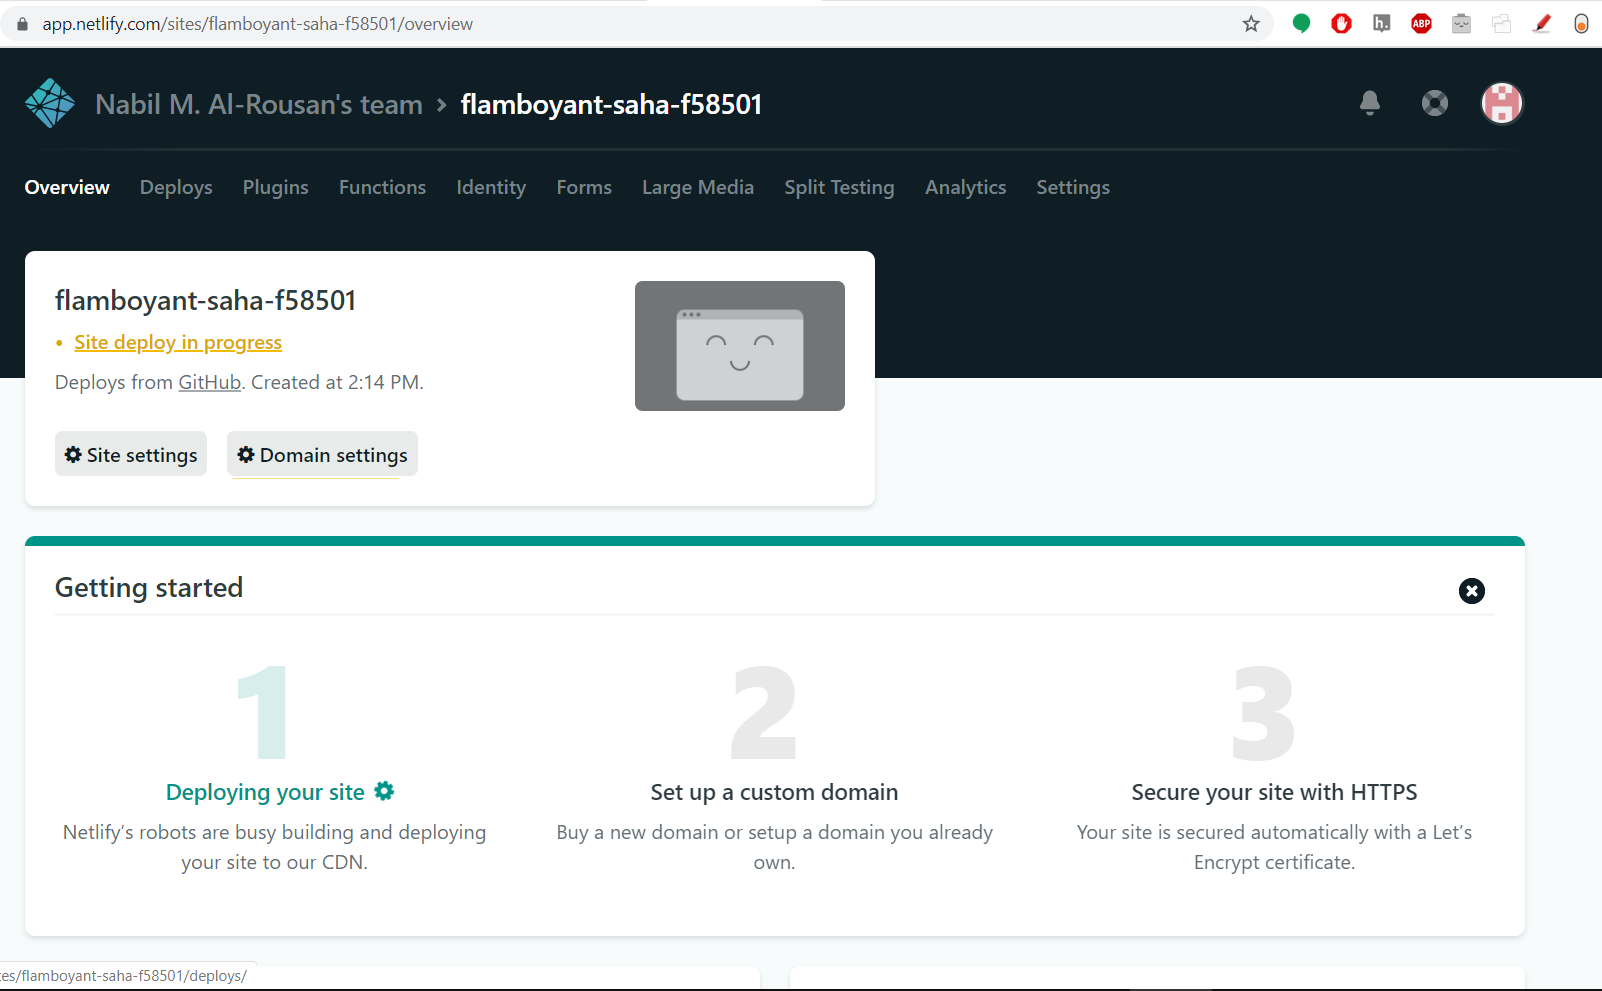 app.netlify.com/sites/flamboyant-saha-f58501/overview
h.
ABP
Nabil M. Al-Rousan's team > flamboyant-saha-f58501
Overview Deploys Plugins Functions Identity Forms Large Media Split Testing Analytics Settings
flamboyant-saha-f58501
• Site deploy in progress
Deploys from GitHub. Created at 2:14 PM.
Site settings Domain settings
Getting started
1
Deploying your site
Netlify’s robots are busy building and deploying
your site to our CDN.
2
Set up a custom domain
Buy a new domain or setup a domain you already
own.
3
Secure your site with HTTPS
Your site is secured automatically with a Let’s
Encrypt certificate.
es/flamboyant-saha-f58501/deploys/